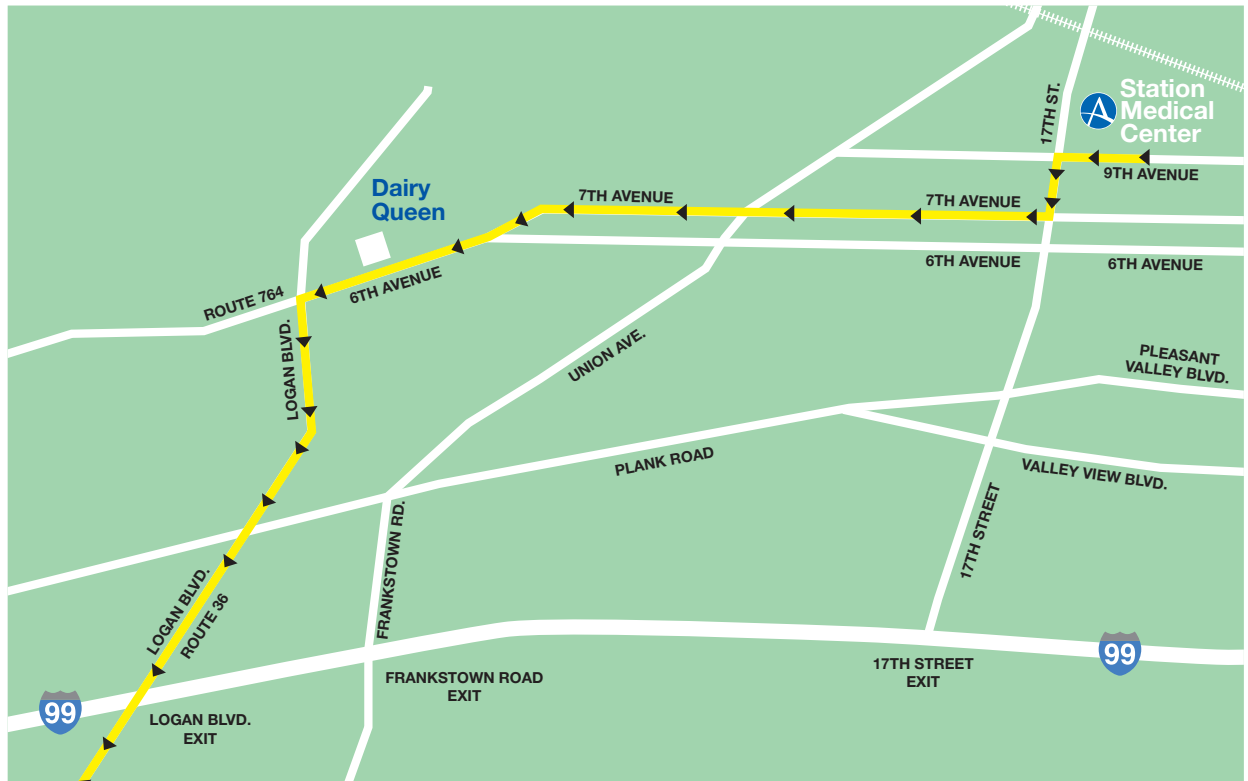 17TH ST.
Station
Medical
Center
9TH AVENUE
Dairy
Queen
7TH AVENUE
7TH AVENUE
6TH AVENUE
6TH AVENUE
6TH AVENUE
ROUTE 764
LOGAN BLVD.
UNION AVE.
PLEASANT
VALLEY BLVD.
PLANK ROAD
VALLEY VIEW BLVD.
17TH STREET
FRANKSTOWN RD.
LOGAN BLVD.
ROUTE 36
99
FRANKSTOWN ROAD
EXIT
17TH STREET
EXIT
99
LOGAN BLVD.
EXIT